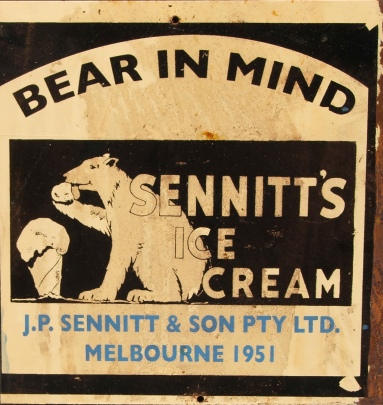 BEAR IN MIND
SENNITT'S
ICE
CREAM
J.P. SENNITT & SON PTY LTD.
MELBOURNE 1951